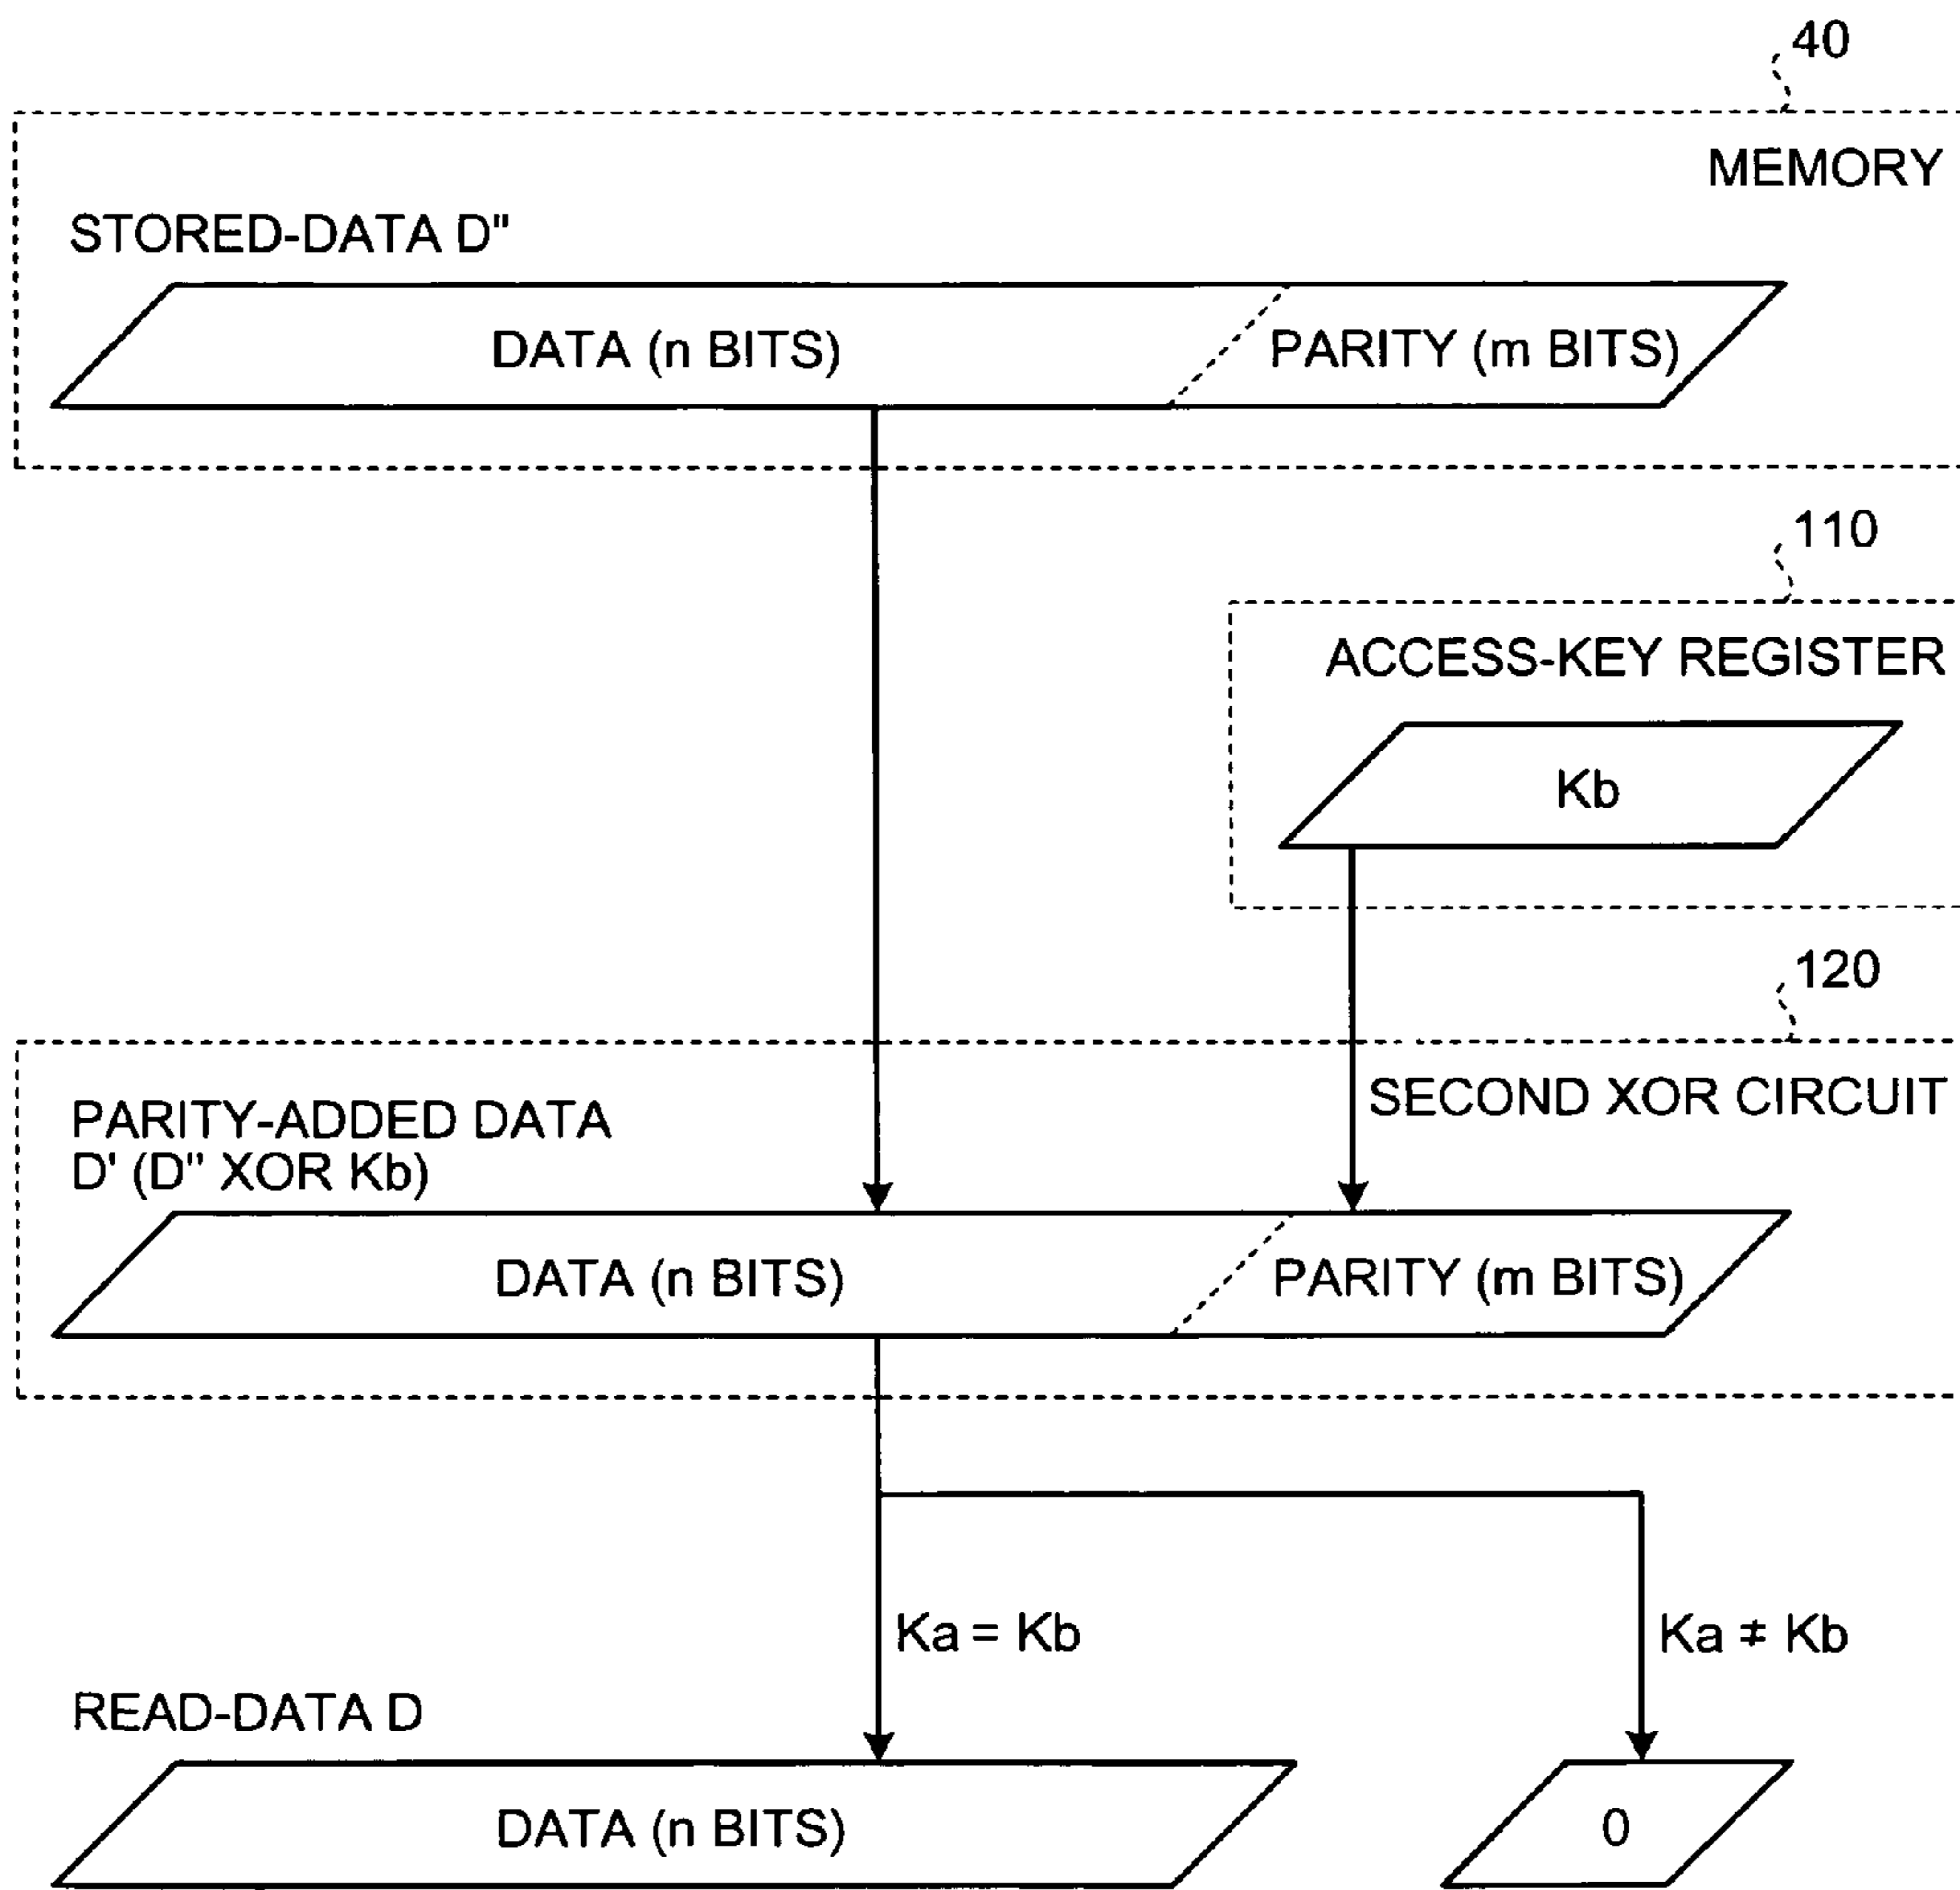 40
MEMORY
STORED-DATA D"
DATA (n BITS)
PARITY (m BITS)
110
ACCESS-KEY REGISTER
Kb
120
SECOND XOR CIRCUIT
PARITY-ADDED DATA
D' (D" XOR Kb)
DATA (n BITS)
PARITY (m BITS)
Ka = Kb
Ka ≠ Kb
READ-DATA D
DATA (n BITS)
0